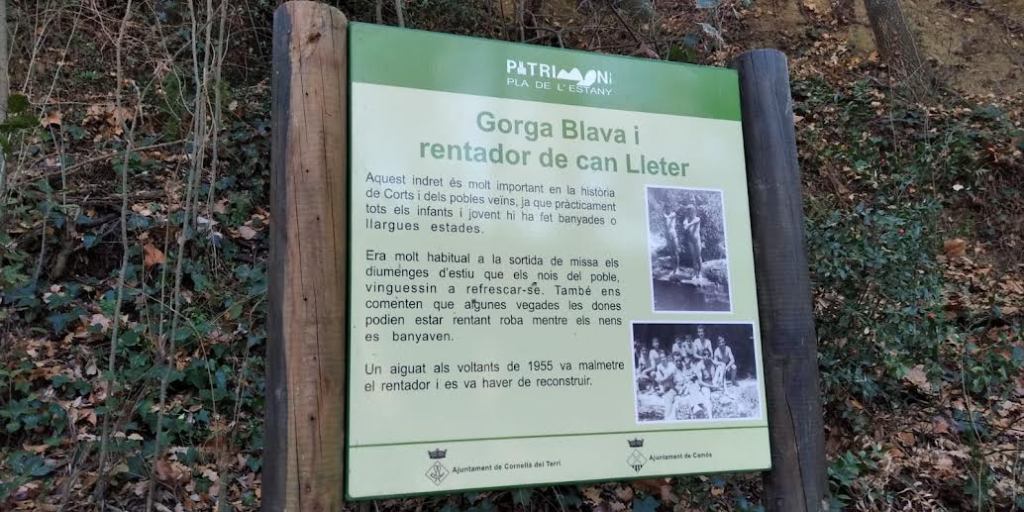 PATRIMONI
PLA DE L'ESTANY
Gorga Blava i
rentador de can Lleter
Aquest indret és molt important en la història
de Corts i dels pobles veïns, ja que pràcticament
tots els infants i jovent hi ha fet banyades o
llargues estades.
Era molt habitual a la sortida de missa els
diumenges d'estiu que els nois del poble,
vinguessin a refrescar-se. També ens
comenten que algunes vegades les dones
podien estar rentant roba mentre els nens
es banyaven.
Un aiguat als voltants de 1955 va malmetre
el rentador i es va haver de reconstruir.
Ajuntament de Cornellà del Terri
Ajuntament de Camós